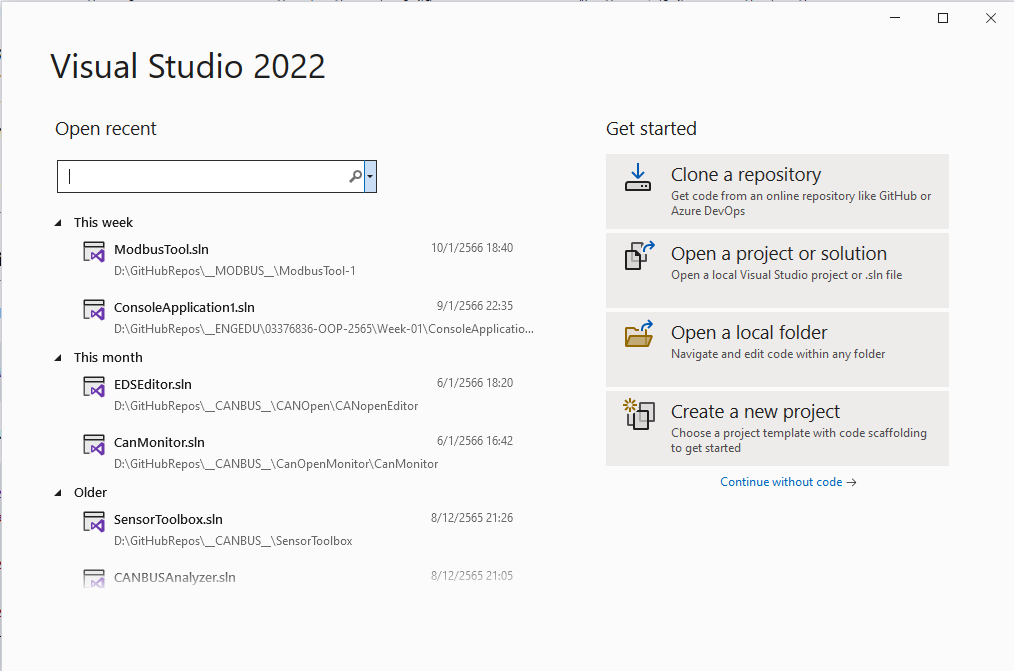 Visual Studio 2022
Open recent
This week
ModbusTool.sln 10/1/2566 18:40
D:\GitHubRepos\__MODBUS__\ModbusTool-1
ConsoleApplication1.sln 9/1/2566 22:35
D:\GitHubRepos\__ENGEDU\03376836-OOP-2565\Week-01\ConsoleApplicatio...
This month
EDSEditor.sln 6/1/2566 18:20
D:\GitHubRepos\__CANBUS__\CANOpen\CANopenEditor
CanMonitor.sln 6/1/2566 16:42
D:\GitHubRepos\__CANBUS__\CanOpenMonitor\CanMonitor
Older
SensorToolbox.sln 8/12/2565 21:26
D:\GitHubRepos\__CANBUS__\SensorToolbox
CANBUSAnalyzer.sln 8/12/2565 21:05
Get started
Clone a repository
Get code from an online repository like GitHub or
Azure DevOps
Open a project or solution
Open a local Visual Studio project or .sln file
Open a local folder
Navigate and edit code within any folder
Create a new project
Choose a project template with code scaffolding
to get started
Continue without code →